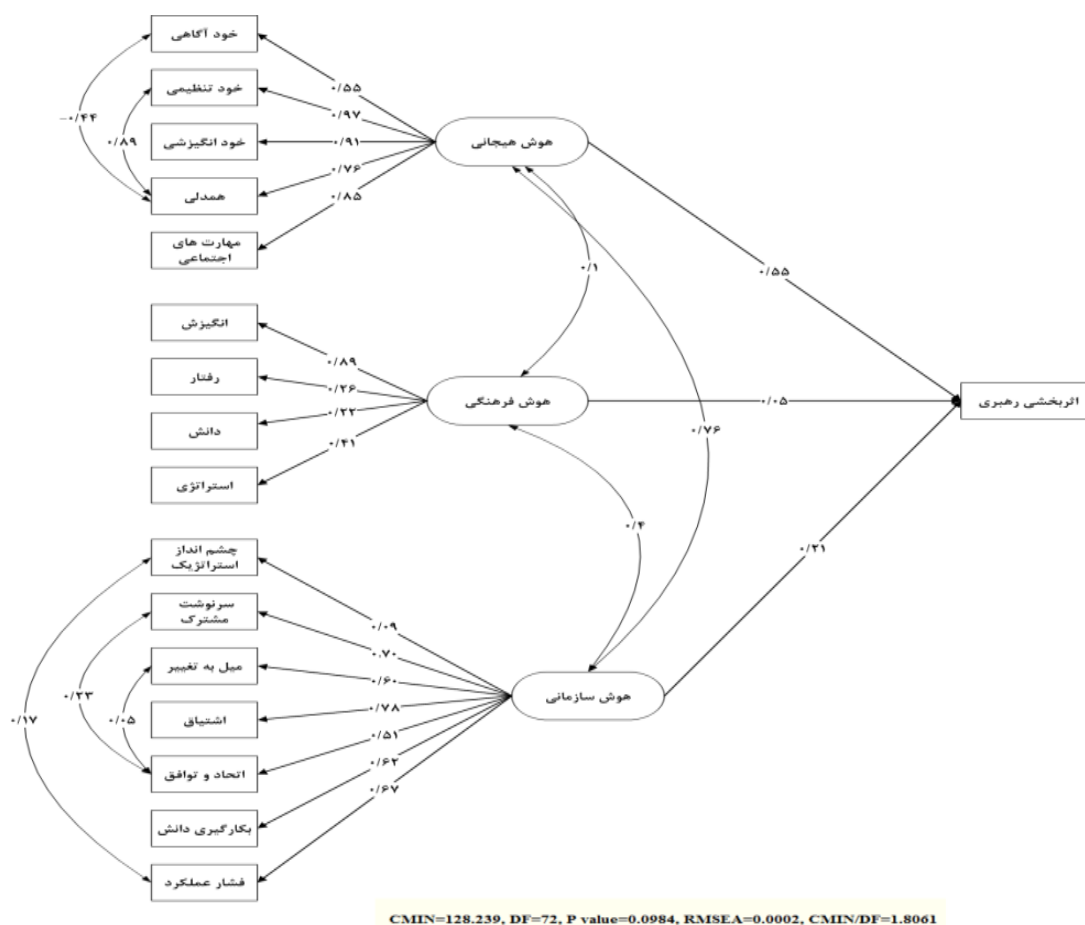 خود آگاهی
خود تنظیمی
خود انگیزشی
همدلی
مهارت های
اجتماعی
-۰/۴۴
۰/۸۹
۰/۵۵
۰/۹۷
۰/۹۱
۰/۷۶
۰/۸۵
هوش هیجانی
انگیزش
رفتار
دانش
استراتژی
۰/۸۹
۰/۲۶
۰/۲۲
۰/۴۱
هوش فرهنگی
چشم انداز
استراتژیک
سرنوشت
مشترک
میل به تغییر
اشتیاق
اتحاد و توافق
بکارگیری دانش
فشار عملکرد
۰/۱۷
۰/۲۳
۰/۰۵
۰/۰۹
۰.۷۰
۰/۶۰
۰/۷۸
۰/۵۱
۰/۶۲
۰/۶۷
هوش سازمانی
۰/۱
۰/۷۶
۰/۴
۰/۵۵
۰/۰۵
۰/۲۱
اثربخشی رهبری
CMIN=128.239, DF=72, P value=0.0984, RMSEA=0.0002, CMIN/DF=1.8061